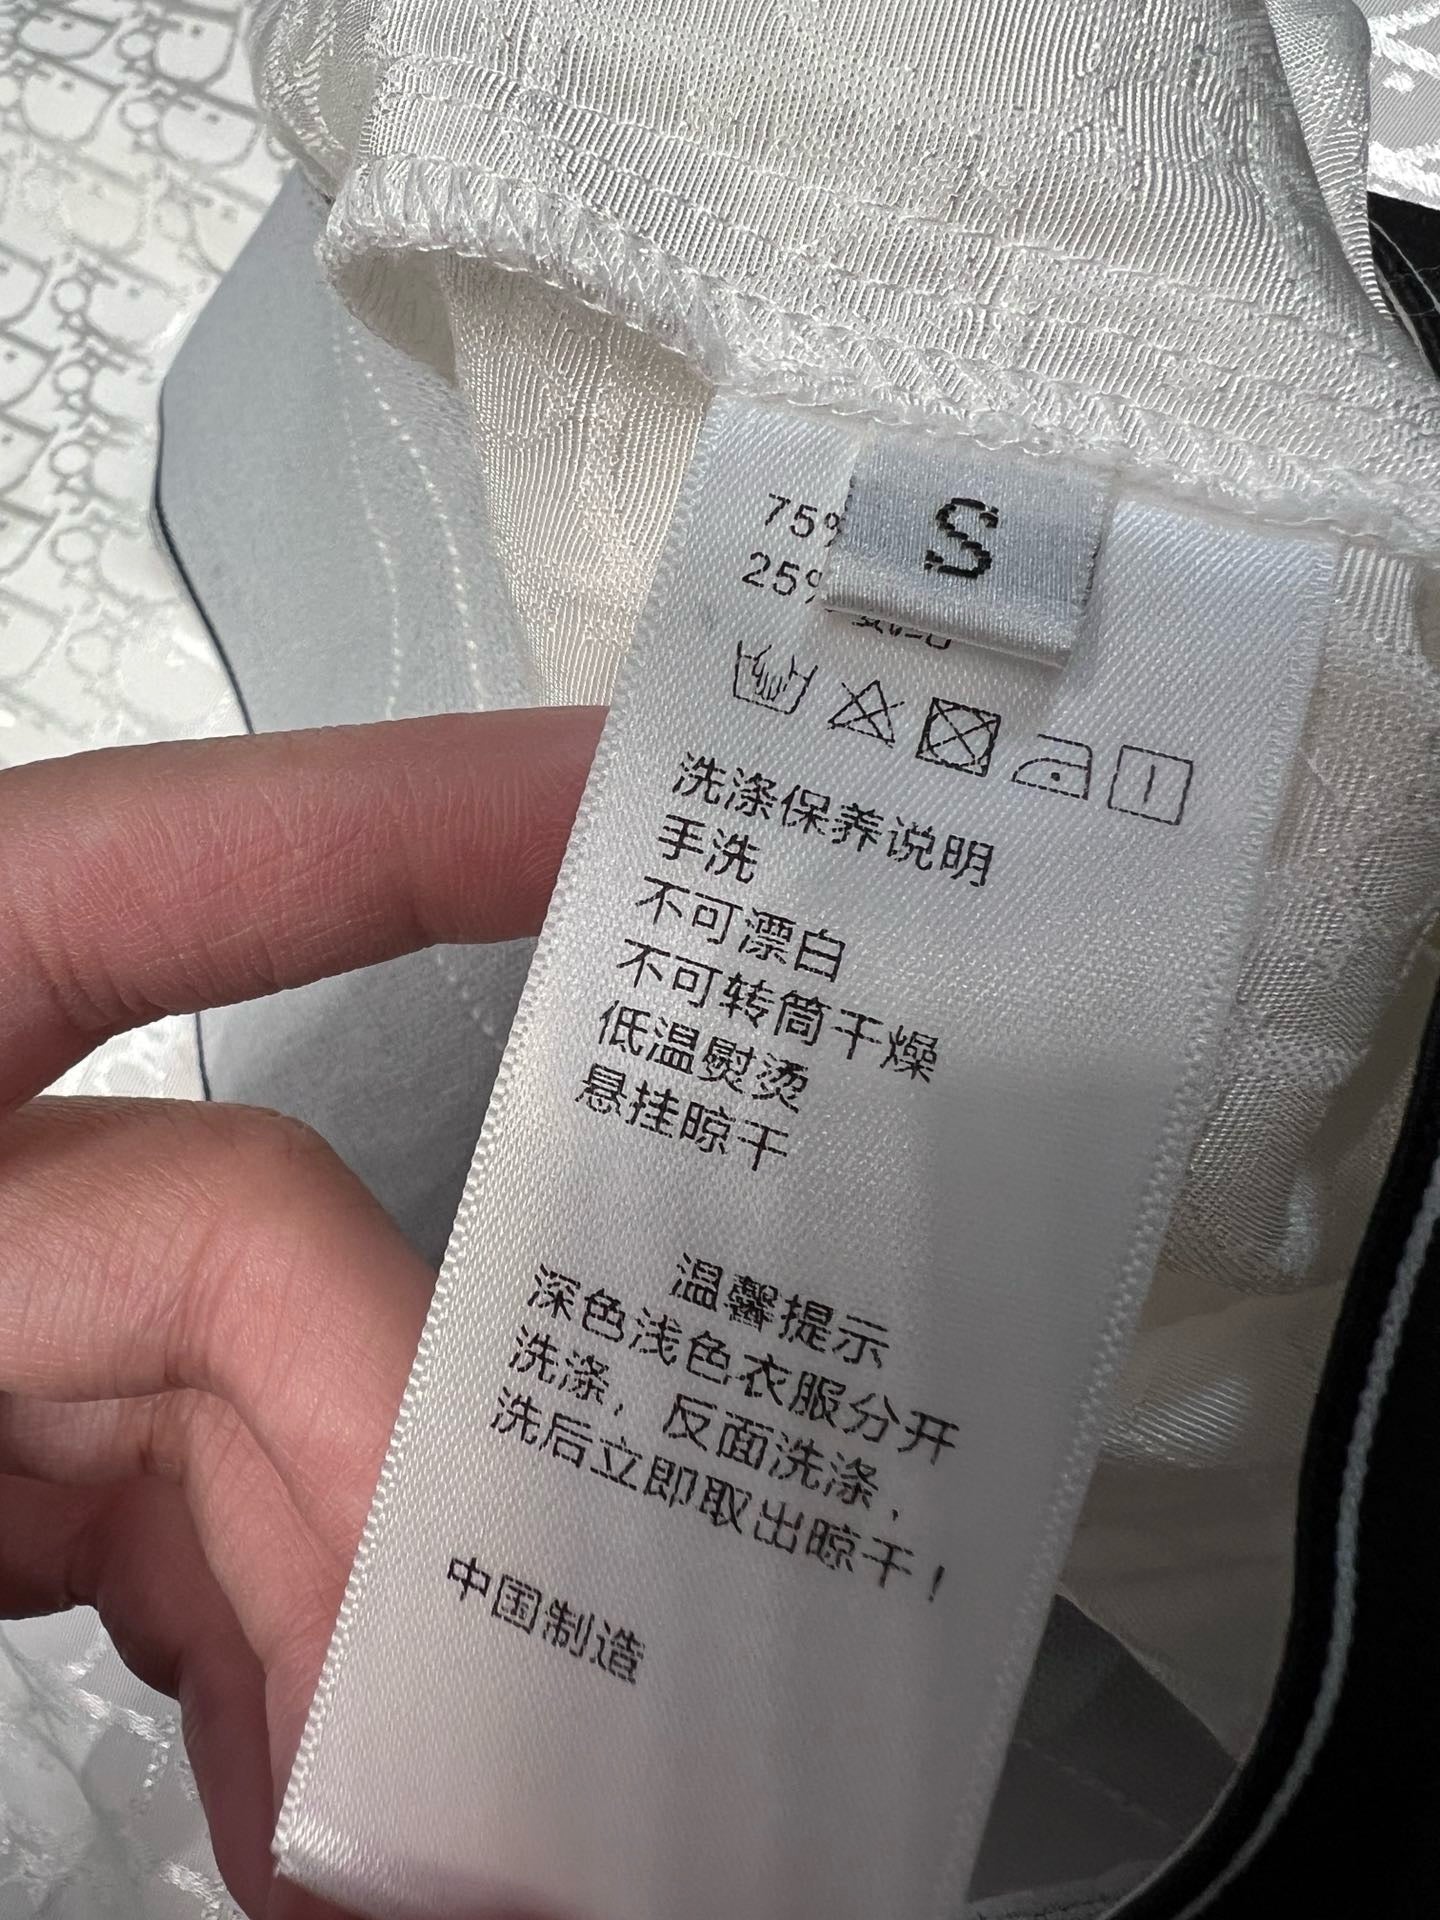 S
75%
25%
洗涤保养说明
手洗
不可漂白
不可转筒干燥
低温熨烫
悬挂晾干
温馨提示
深色浅色衣服分开
洗涤，反面洗涤，
洗后立即取出晾干！
中国制造